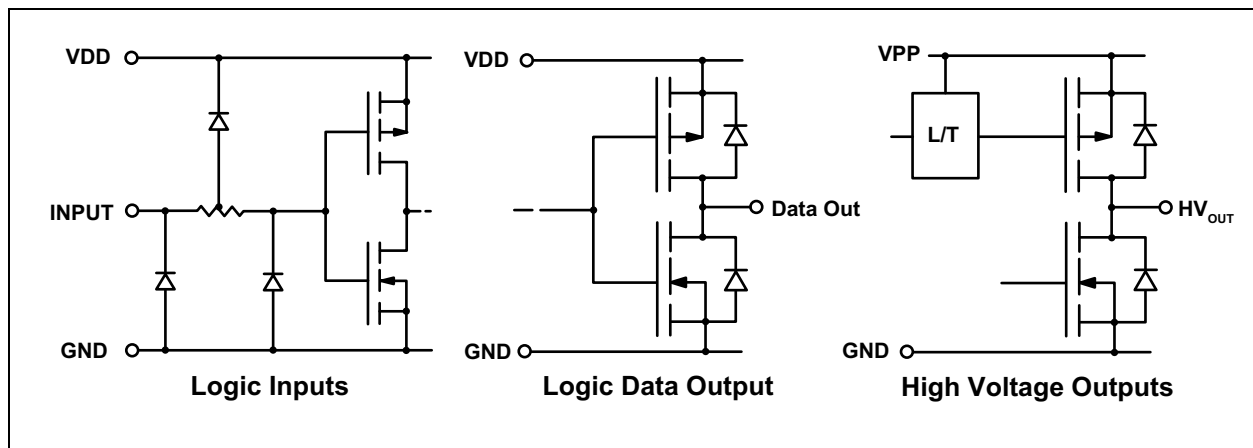 VDD
INPUT
GND
Logic Inputs
VDD
Data Out
GND
Logic Data Output
VPP
L/T
HVOUT
GND
High Voltage Outputs